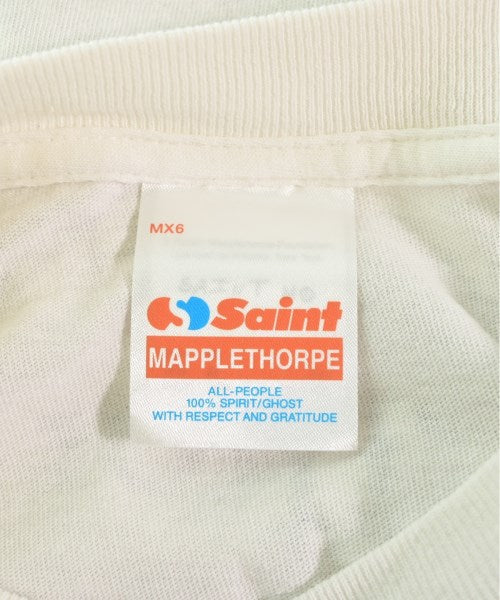 MX6
Saint
MAPPLETHORPE
ALL-PEOPLE
100% SPIRIT/GHOST
WITH RESPECT AND GRATITUDE